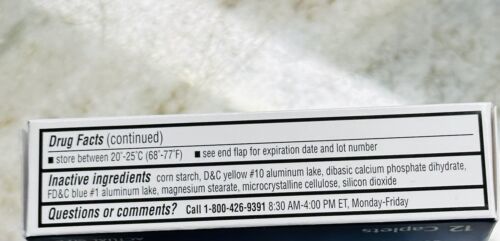 Drug Facts (continued)
■ store between 20°-25°C (68°-77°F) ■ see end flap for expiration date and lot number
Inactive ingredients corn starch, D&C yellow #10 aluminum lake, dibasic calcium phosphate dihydrate,
FD&C blue #1 aluminum lake, magnesium stearate, microcrystalline cellulose, silicon dioxide
Questions or comments? Call 1-800-426-9391 8:30 AM-4:00 PM ET, Monday-Friday
12 Caplets